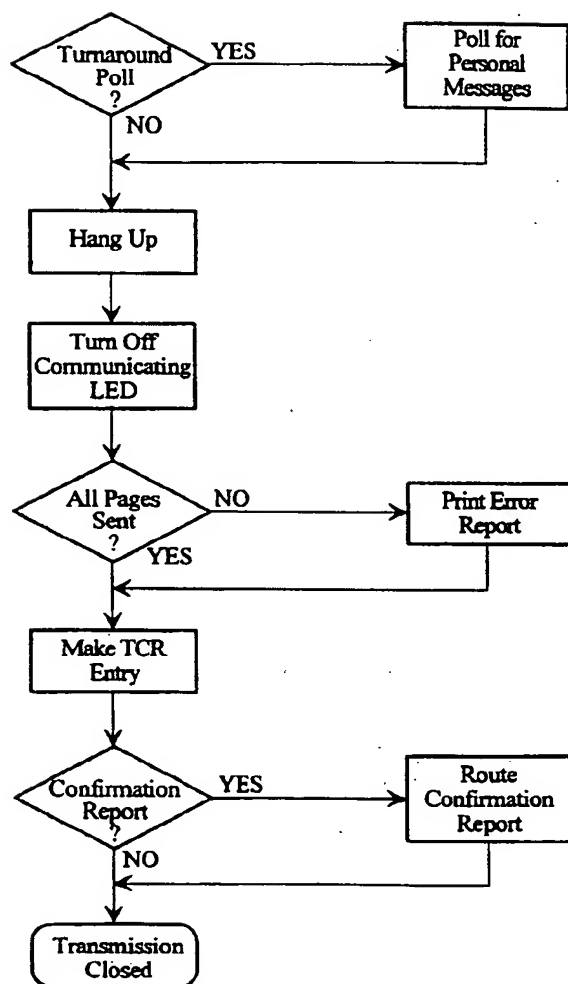 Turnaround
Poll
?
YES
Poll for
Personal
Messages
NO
Hang Up
Turn Off
Communicating
LED
All Pages
Sent
?
NO
Print Error
Report
YES
Make TCR
Entry
Confirmation
Report
?
YES
Route
Confirmation
Report
NO
Transmission
Closed